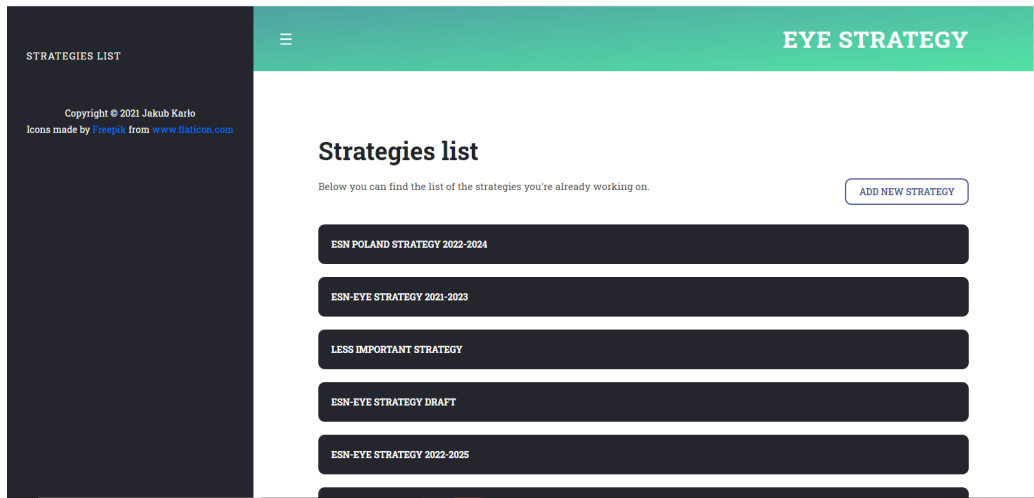 STRATEGIES LIST
Copyright © 2021 Jakub Karło
Icons made by Freepik from www.flaticon.com
EYE STRATEGY
Strategies list
Below you can find the list of the strategies you're already working on.
ADD NEW STRATEGY
ESN POLAND STRATEGY 2022-2024
ESN-EYE STRATEGY 2021-2023
LESS IMPORTANT STRATEGY
ESN-EYE STRATEGY DRAFT
ESN-EYE STRATEGY 2022-2025